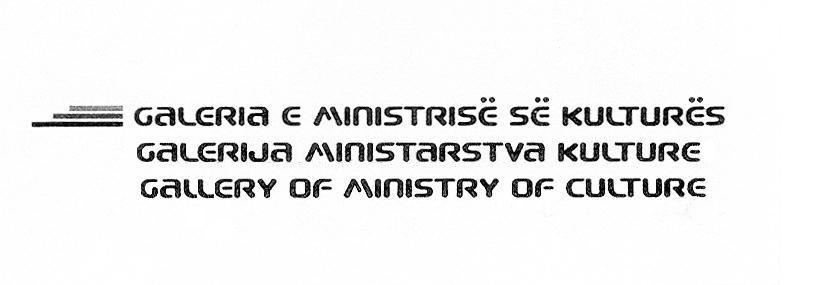 GALERIA E MINISTRISË SË KULTURËS
GALERIJA MINISTARSTVA KULTURE
GALLERY OF MINISTRY OF CULTURE